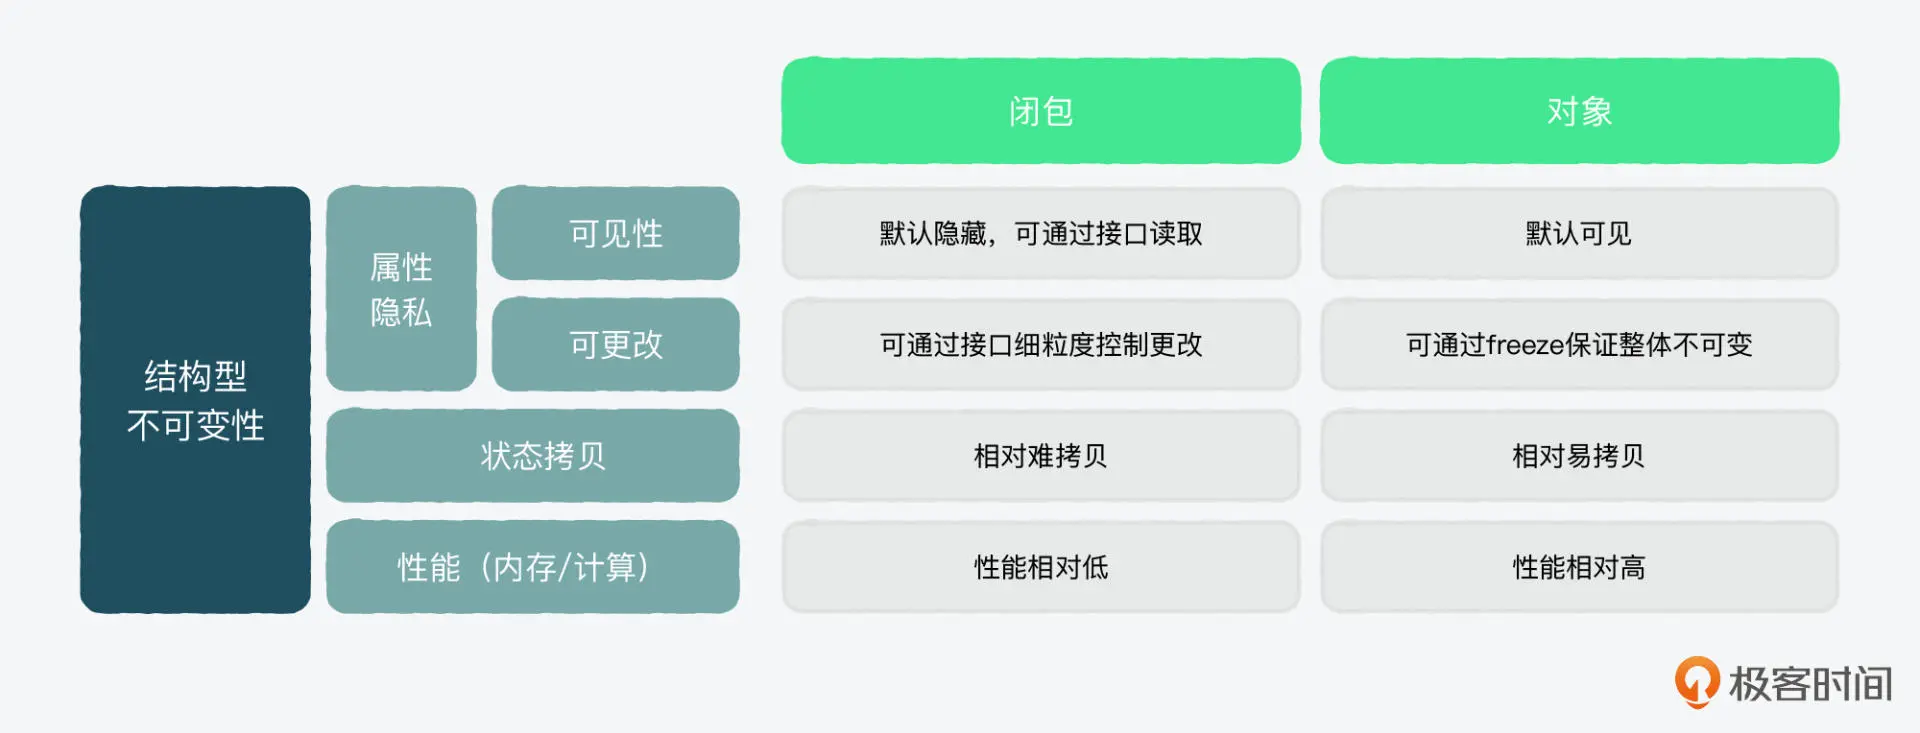 闭包
对象
结构型
不可变性
属性
隐私
可见性
默认隐藏，可通过接口读取
默认可见
可更改
可通过接口细粒度控制更改
可通过freeze保证整体不可变
状态拷贝
相对难拷贝
相对易拷贝
性能（内存/计算）
性能相对低
性能相对高
极客时间